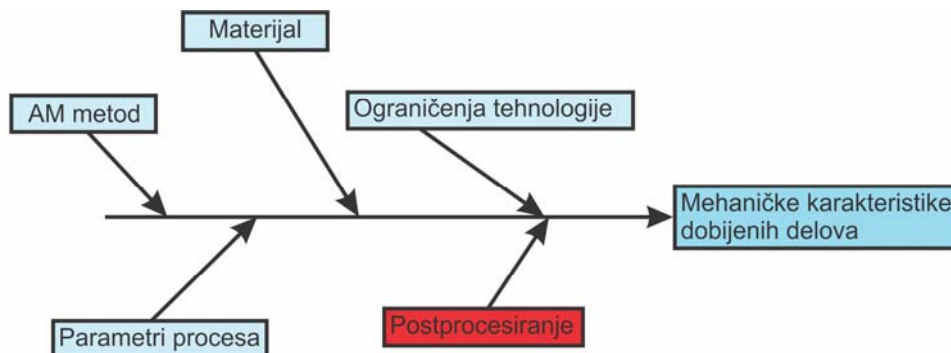 Materijal
AM metod
Ograničenja tehnologije
Mehaničke karakteristike
dobijenih delova
Parametri procesa
Postprocesiranje